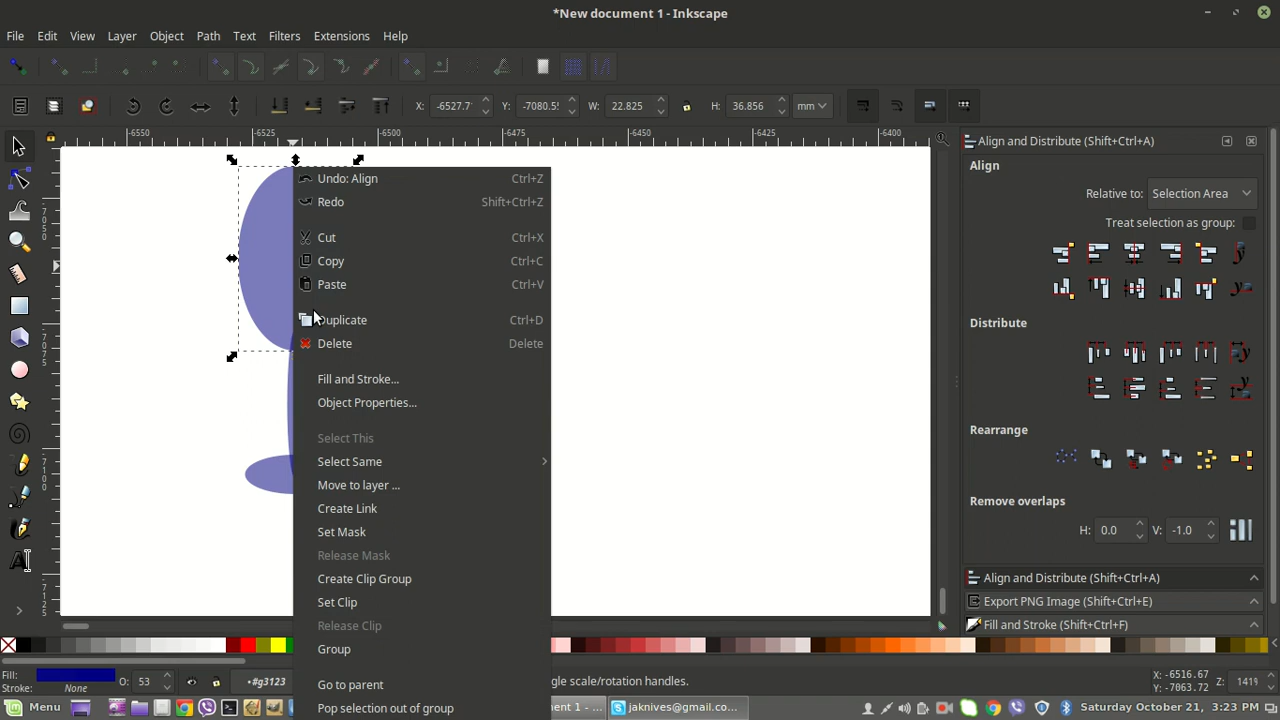 *New document 1 - Inkscape
File Edit View Layer Object Path Text Filters Extensions Help
X: -6527.7 Y: -7080.5 W: 22.825 H: 36.856 mm
-6550 -6525 -6500 -6475 -6450 -6425 -6400
Align and Distribute (Shift+Ctrl+A)
Align
Relative to: Selection Area
Treat selection as group:
Undo: Align Ctrl+Z
Redo Shift+Ctrl+Z
Cut Ctrl+X
Copy Ctrl+C
Paste Ctrl+V
Duplicate Ctrl+D
Delete Delete
Fill and Stroke...
Object Properties...
Select This
Select Same
Move to layer ...
Create Link
Set Mask
Release Mask
Create Clip Group
Set Clip
Release Clip
Group
Go to parent
Pop selection out of group
Distribute
Rearrange
Remove overlaps
H: 0.0 V: -1.0
Align and Distribute (Shift+Ctrl+A)
Export PNG Image (Shift+Ctrl+E)
Fill and Stroke (Shift+Ctrl+F)
Fill: O: 53 #g3123 gle scale/rotation handles. X: -6516.67 Z: 141%
Stroke: None Y: -7063.72
Menu ent 1 - ... jaknives@gmail.co... Saturday October 21, 3:23 PM